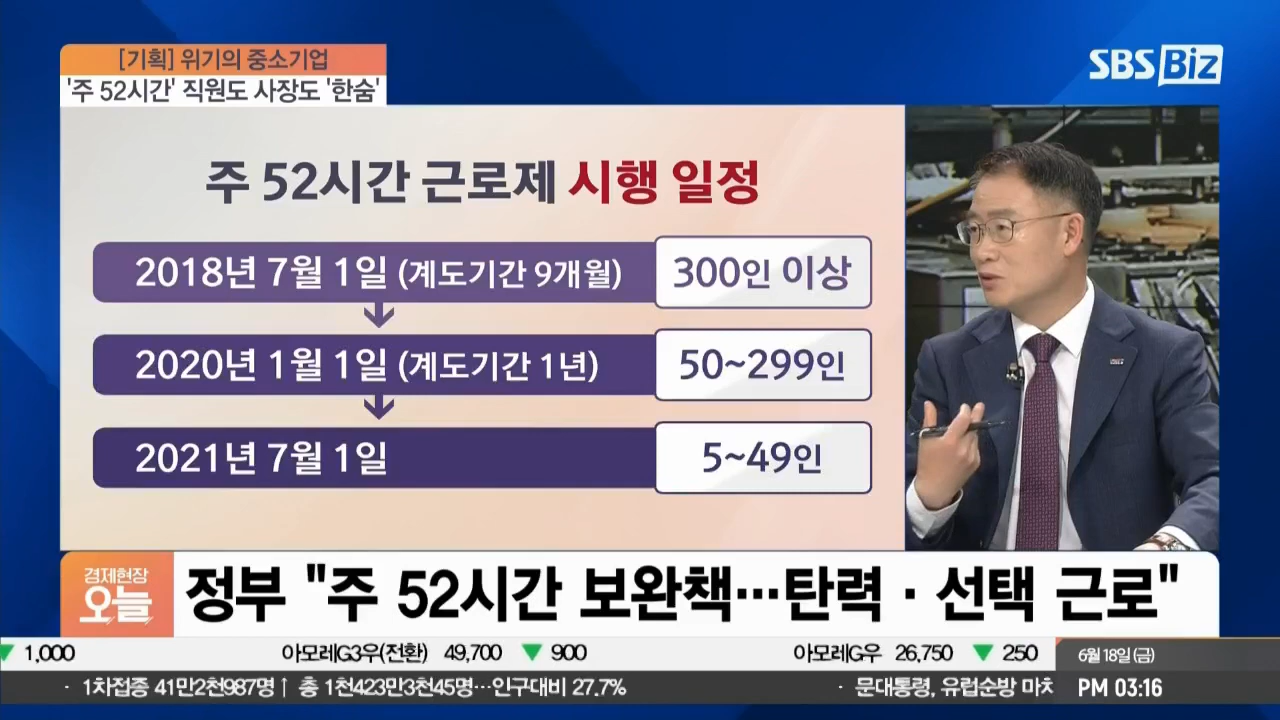 [기획] 위기의 중소기업
'주 52시간' 직원도 사장도 '한숨'
SBS Biz
주 52시간 근로제 시행 일정
2018년 7월 1일 (계도기간 9개월) 300인 이상
2020년 1월 1일 (계도기간 1년) 50~299인
2021년 7월 1일 5~49인
경제현장
오늘
정부 "주 52시간 보완책…탄력·선택 근로"
▼ 1,000 아모레G3우(전환) 49,700 ▼ 900 아모레G우 26,750 ▼ 250
6월 18일(금)
· 1차접종 41만2천987명↑ 총 1천423만3천45명…인구대비 27.7% · 문대통령, 유럽순방 마치
PM 03:16